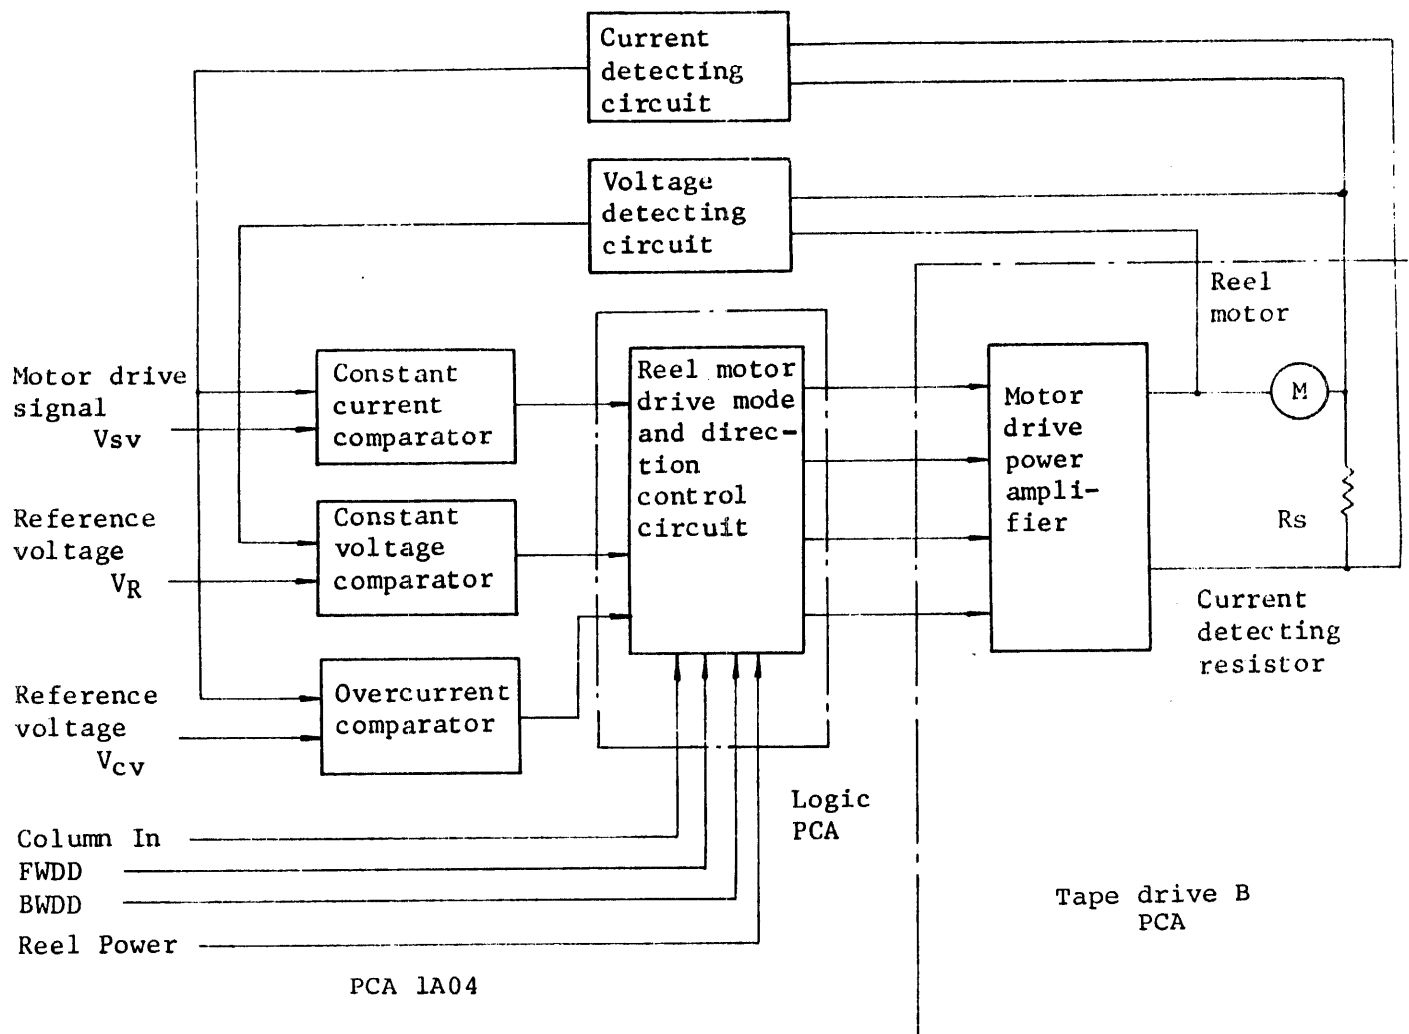 Current
detecting
circuit
Voltage
detecting
circuit
Reel
motor
Motor drive
signal
Vsv
Constant
current
comparator
Reel motor
drive mode
and direc-
tion
control
circuit
Motor
drive
power
ampli-
fier
M
Rs
Reference
voltage
VR
Constant
voltage
comparator
Current
detecting
resistor
Reference
voltage
Vcv
Overcurrent
comparator
Logic
PCA
Column In
FWDD
BWDD
Reel Power
Tape drive B
PCA
PCA 1A04